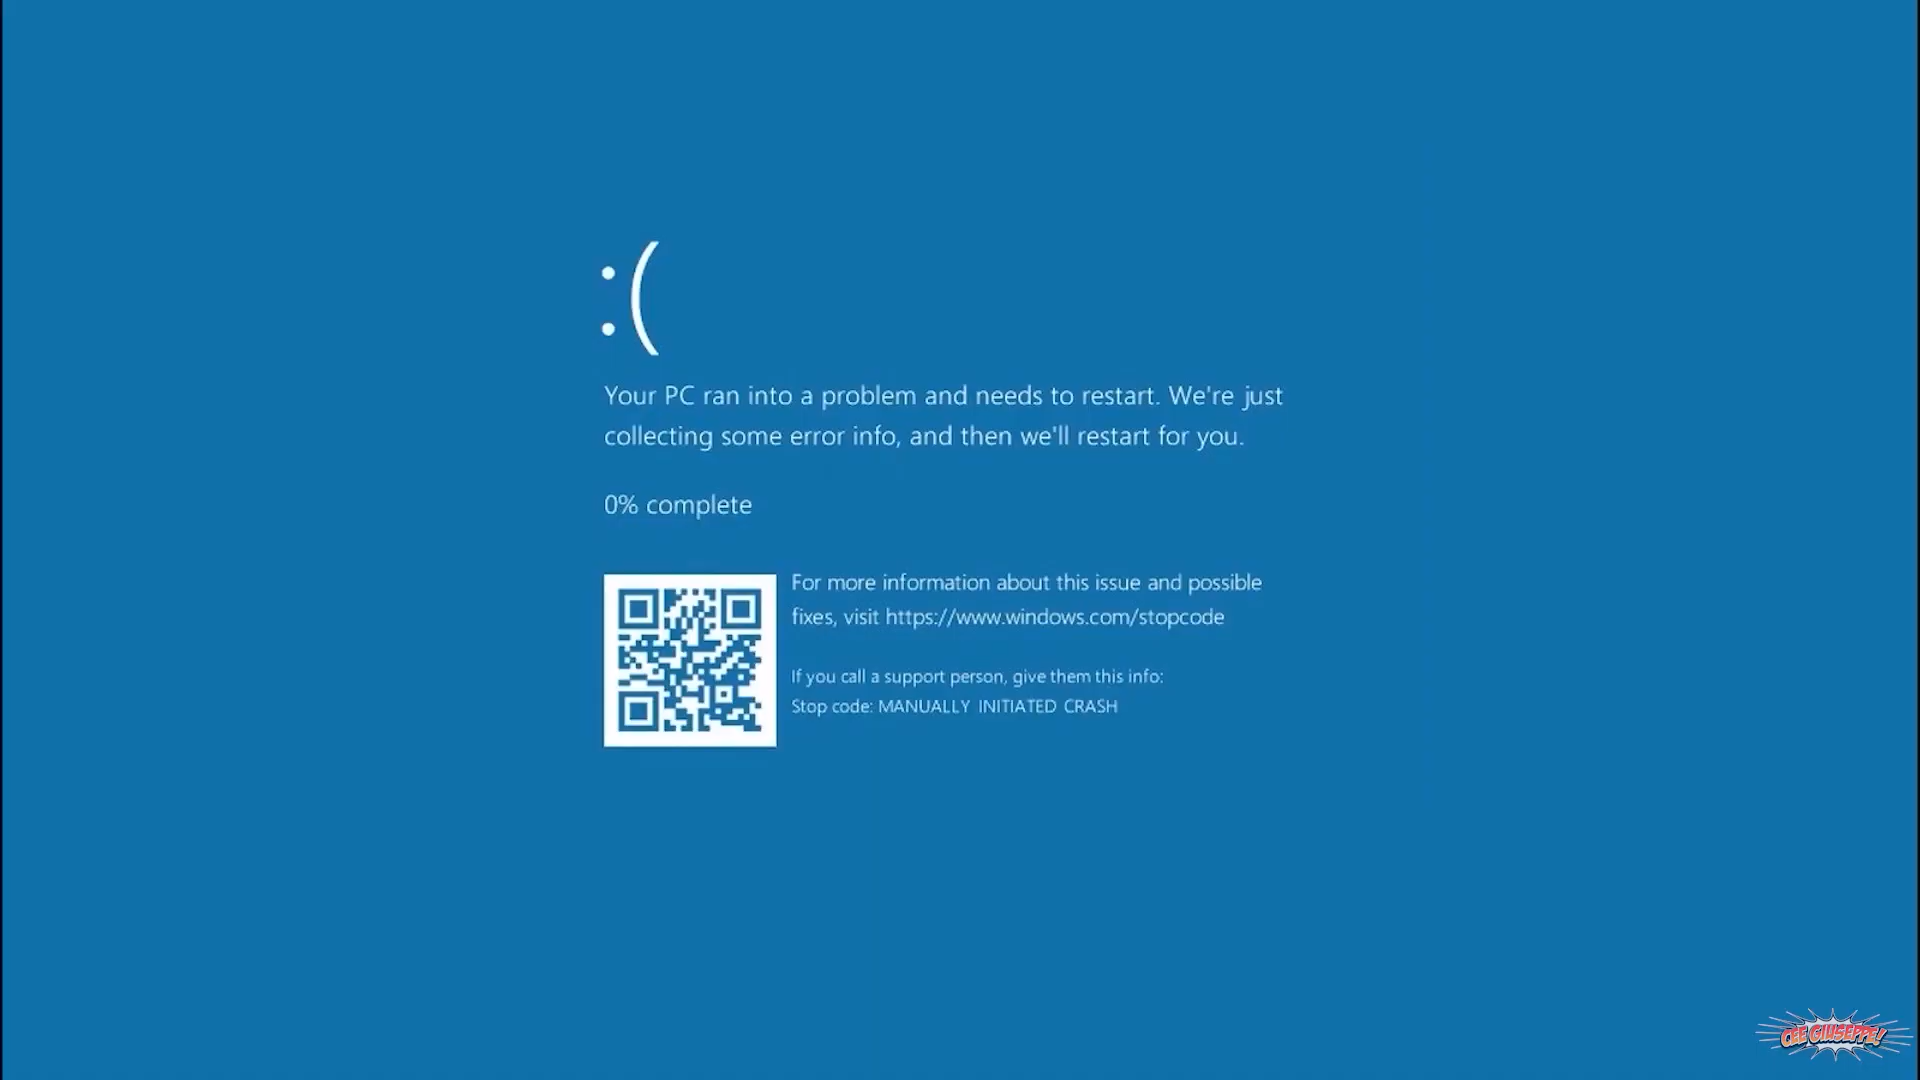 :(
Your PC ran into a problem and needs to restart. We're just
collecting some error info, and then we'll restart for you.
0% complete
For more information about this issue and possible
fixes, visit https://www.windows.com/stopcode
If you call a support person, give them this info:
Stop code: MANUALLY INITIATED CRASH
CEE GIUSEPPE!